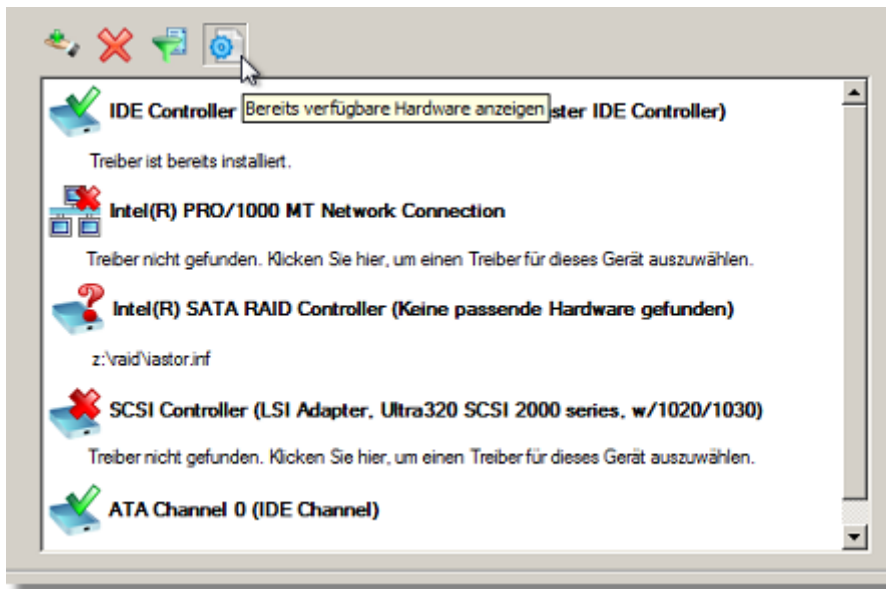 IDE Controller Bereits verfügbare Hardware anzeigen ster IDE Controller)
Treiber ist bereits installiert.
Intel(R) PRO/1000 MT Network Connection
Treiber nicht gefunden. Klicken Sie hier, um einen Treiber für dieses Gerät auszuwählen.
Intel(R) SATA RAID Controller (Keine passende Hardware gefunden)
z:\raid\iastor.inf
SCSI Controller (LSI Adapter, Ultra320 SCSI 2000 series, w/1020/1030)
Treiber nicht gefunden. Klicken Sie hier, um einen Treiber für dieses Gerät auszuwählen.
ATA Channel 0 (IDE Channel)